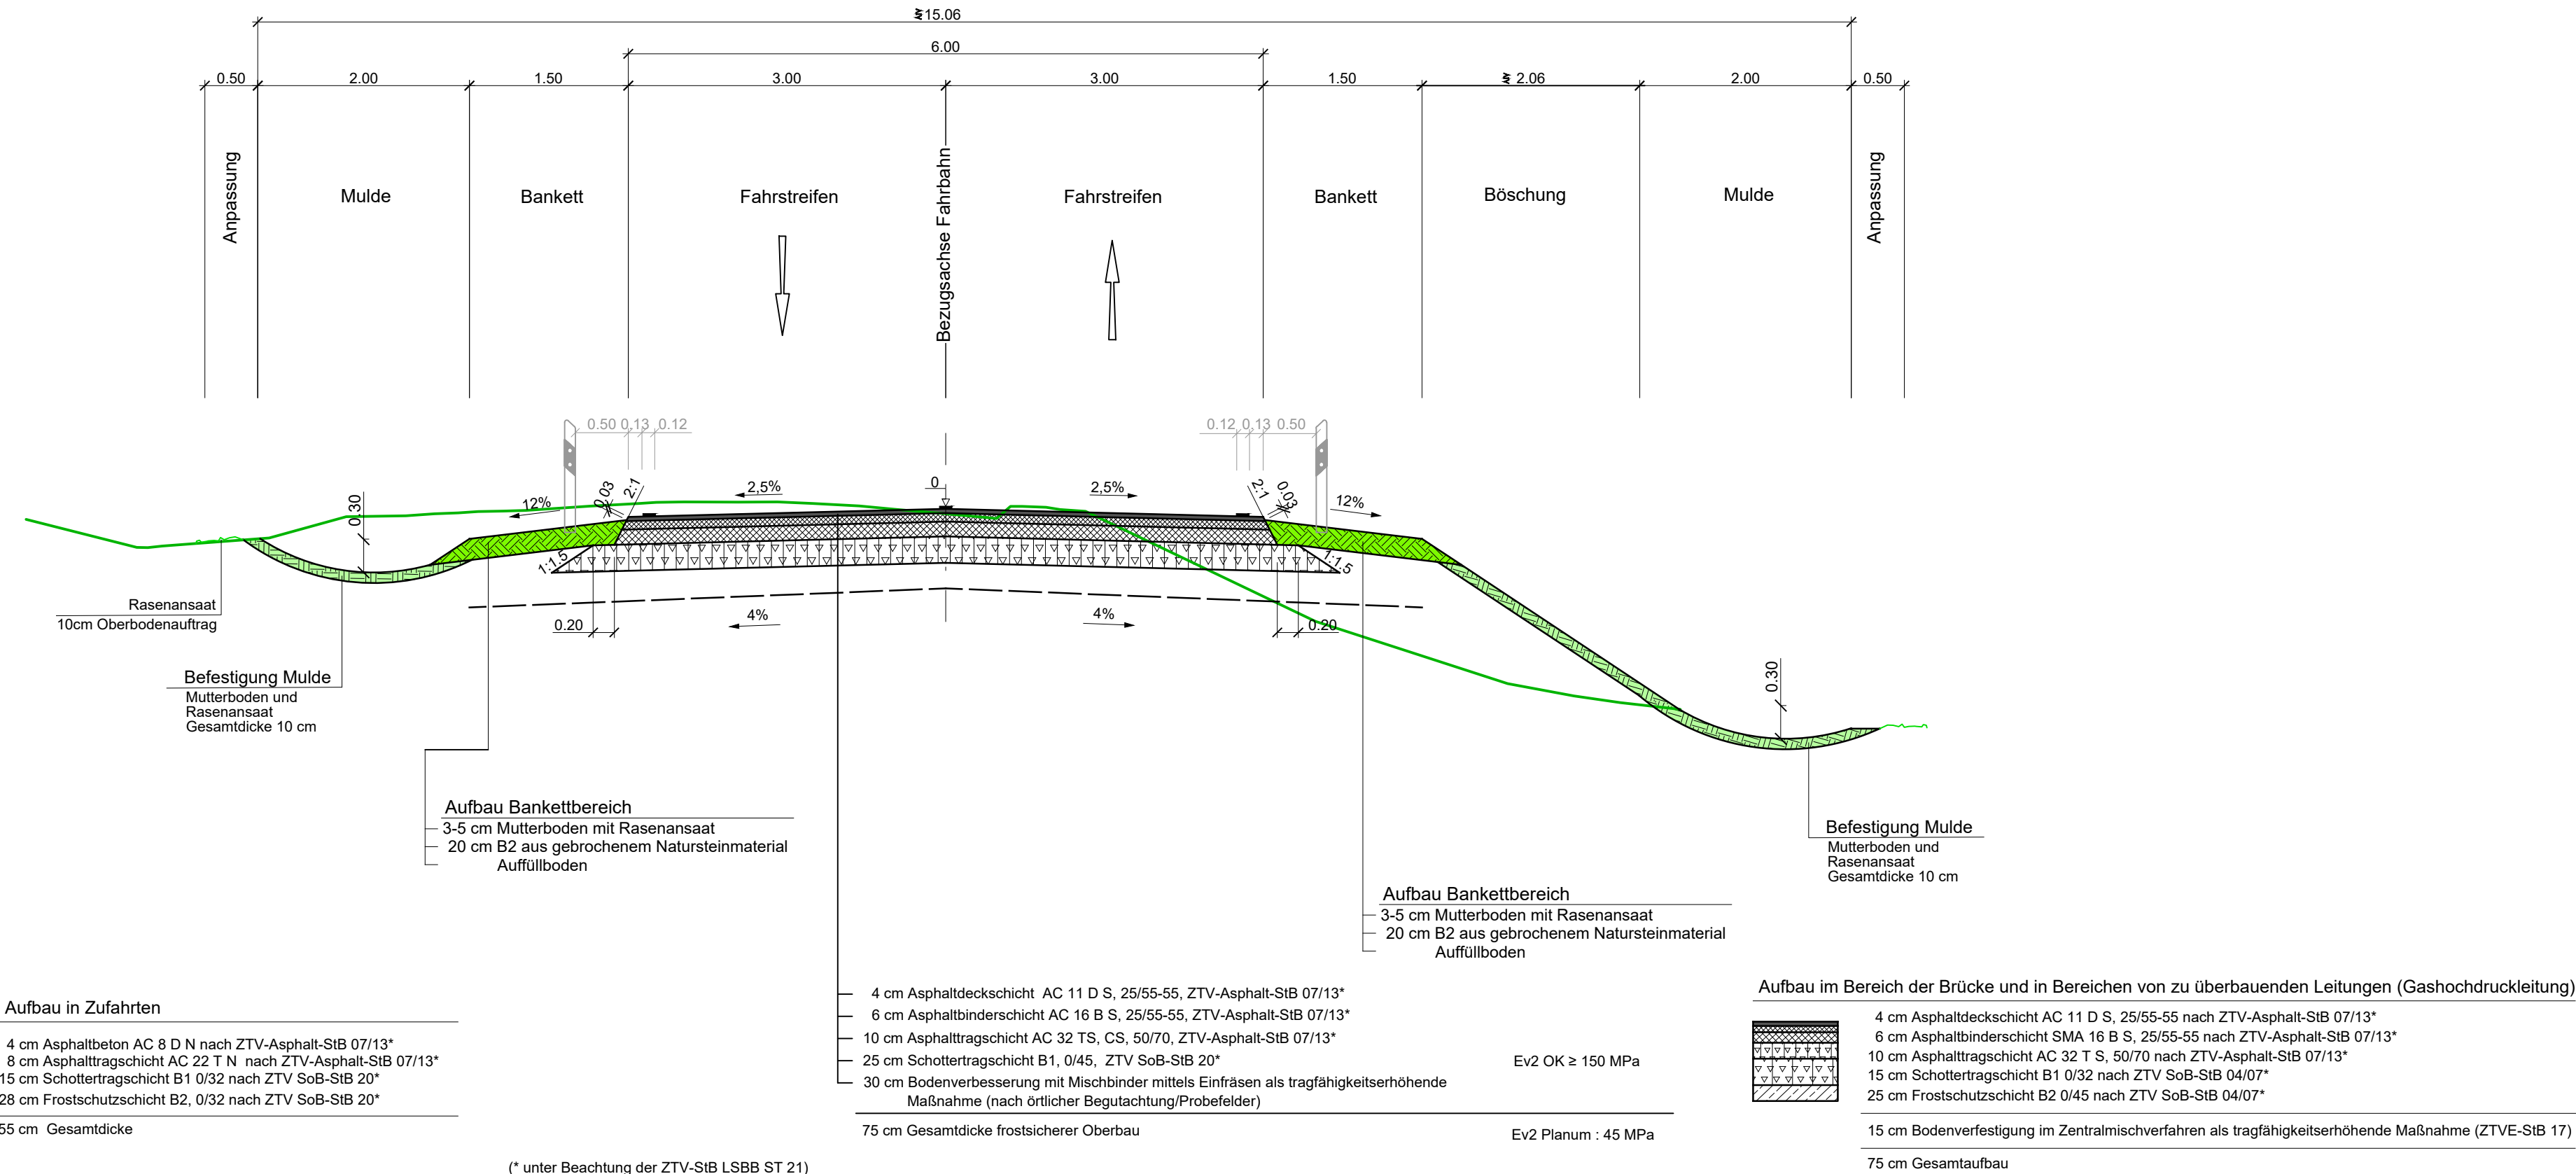 ≷15.06
6.00
0.50 2.00 1.50 3.00 3.00 1.50 ≷ 2.06 2.00 0.50
Anpassung
Mulde
Bankett
Fahrstreifen
Bezugsachse Fahrbahn
Fahrstreifen
Bankett
Böschung
Mulde
Anpassung
0.50 0.13 0.12
0.12 0.13 0.50
0.30
12%
0.03
2:1
2,5%
0
2,5%
2:1
0.03
12%
1:1.5
1:1.5
0.20
4%
4%
0.20
0.30
Rasenansaat
10cm Oberbodenauftrag
Befestigung Mulde
Mutterboden und
Rasenansaat
Gesamtdicke 10 cm
Aufbau Bankettbereich
3-5 cm Mutterboden mit Rasenansaat
20 cm B2 aus gebrochenem Natursteinmaterial
Auffüllboden
Befestigung Mulde
Mutterboden und
Rasenansaat
Gesamtdicke 10 cm
Aufbau Bankettbereich
3-5 cm Mutterboden mit Rasenansaat
20 cm B2 aus gebrochenem Natursteinmaterial
Auffüllboden
Aufbau in Zufahrten
4 cm Asphaltbeton AC 8 D N nach ZTV-Asphalt-StB 07/13*
8 cm Asphalttragschicht AC 22 T N nach ZTV-Asphalt-StB 07/13*
15 cm Schottertragschicht B1 0/32 nach ZTV SoB-StB 20*
28 cm Frostschutzschicht B2, 0/32 nach ZTV SoB-StB 20*
55 cm Gesamtdicke
4 cm Asphaltdeckschicht AC 11 D S, 25/55-55, ZTV-Asphalt-StB 07/13*
6 cm Asphaltbinderschicht AC 16 B S, 25/55-55, ZTV-Asphalt-StB 07/13*
10 cm Asphalttragschicht AC 32 TS, CS, 50/70, ZTV-Asphalt-StB 07/13*
25 cm Schottertragschicht B1, 0/45, ZTV SoB-StB 20*
Ev2 OK ≥ 150 MPa
30 cm Bodenverbesserung mit Mischbinder mittels Einfräsen als tragfähigkeitserhöhende
Maßnahme (nach örtlicher Begutachtung/Probefelder)
75 cm Gesamtdicke frostsicherer Oberbau
Ev2 Planum : 45 MPa
(* unter Beachtung der ZTV-StB LSBB ST 21)
Aufbau im Bereich der Brücke und in Bereichen von zu überbauenden Leitungen (Gashochdruckleitung)
4 cm Asphaltdeckschicht AC 11 D S, 25/55-55 nach ZTV-Asphalt-StB 07/13*
6 cm Asphaltbinderschicht SMA 16 B S, 25/55-55 nach ZTV-Asphalt-StB 07/13*
10 cm Asphalttragschicht AC 32 T S, 50/70 nach ZTV-Asphalt-StB 07/13*
15 cm Schottertragschicht B1 0/32 nach ZTV SoB-StB 04/07*
25 cm Frostschutzschicht B2 0/45 nach ZTV SoB-StB 04/07*
15 cm Bodenverfestigung im Zentralmischverfahren als tragfähigkeitserhöhende Maßnahme (ZTVE-StB 17)
75 cm Gesamtaufbau